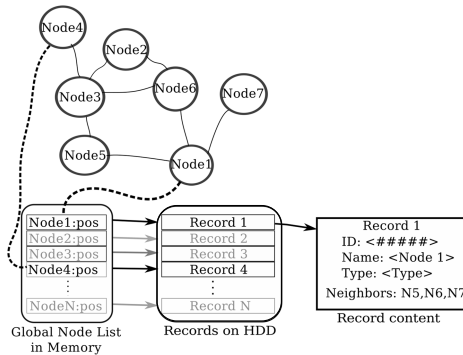 Node4
Node2
Node3
Node6
Node7
Node5
Node1
Node1:pos
Node2:pos
Node3:pos
Node4:pos
⋮
NodeN:pos
Global Node List
in Memory
Record 1
Record 2
Record 3
Record 4
⋮
Record N
Records on HDD
Record 1
ID: <#####>
Name: <Node 1>
Type: <Type>
Neighbors: N5,N6,N7
Record content